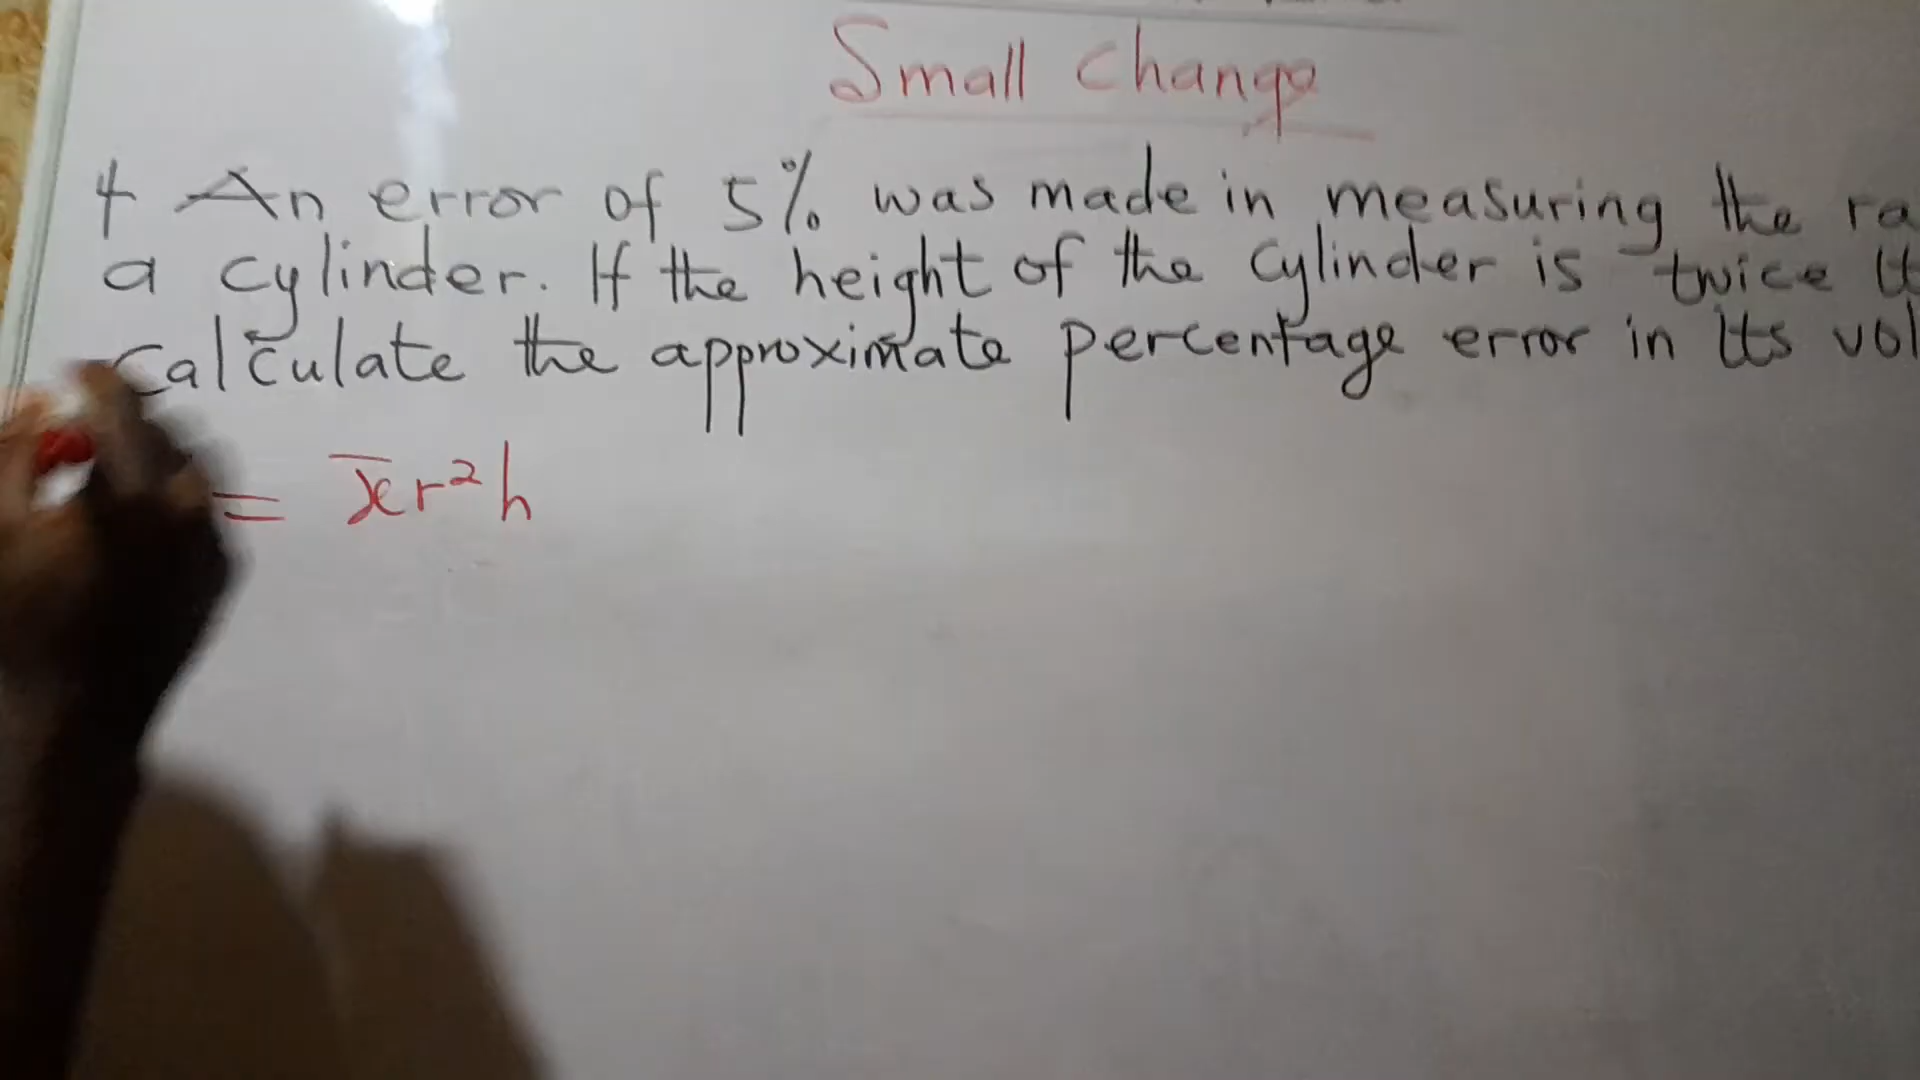 Small Change
4 An error of 5% was made in measuring the ra
a cylinder. If the height of the cylinder is twice It
calculate the approximate percentage error in Its vol
= πr²h